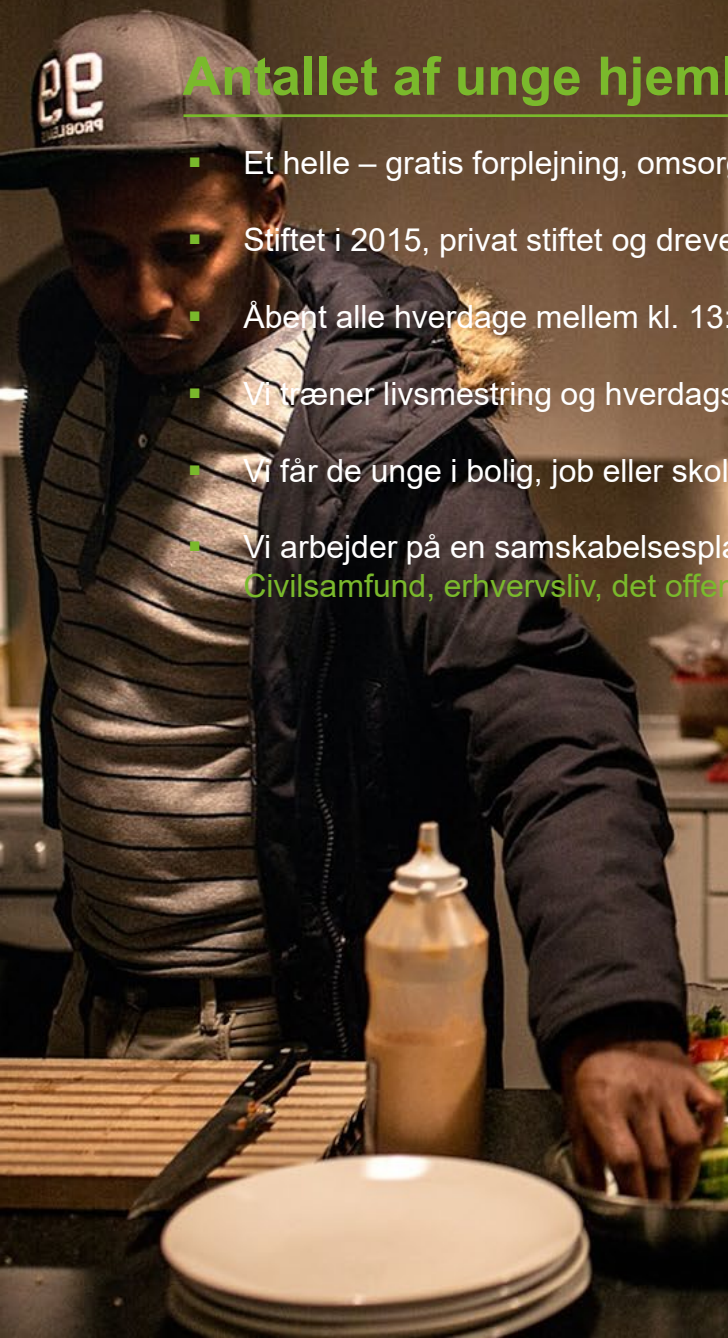 99
PROBLEMS
Antallet af unge hjeml
Et helle – gratis forplejning, omsor
Stiftet i 2015, privat stiftet og dreve
Åbent alle hverdage mellem kl. 13:
Vi træner livsmestring og hverdags
Vi får de unge i bolig, job eller skol
Vi arbejder på en samskabelsespla
Civilsamfund, erhvervsliv, det offen